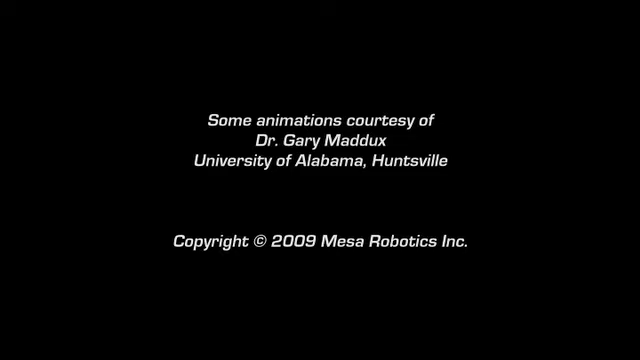 Some animations courtesy of
Dr. Gary Maddux
University of Alabama, Huntsville
Copyright © 2009 Mesa Robotics Inc.